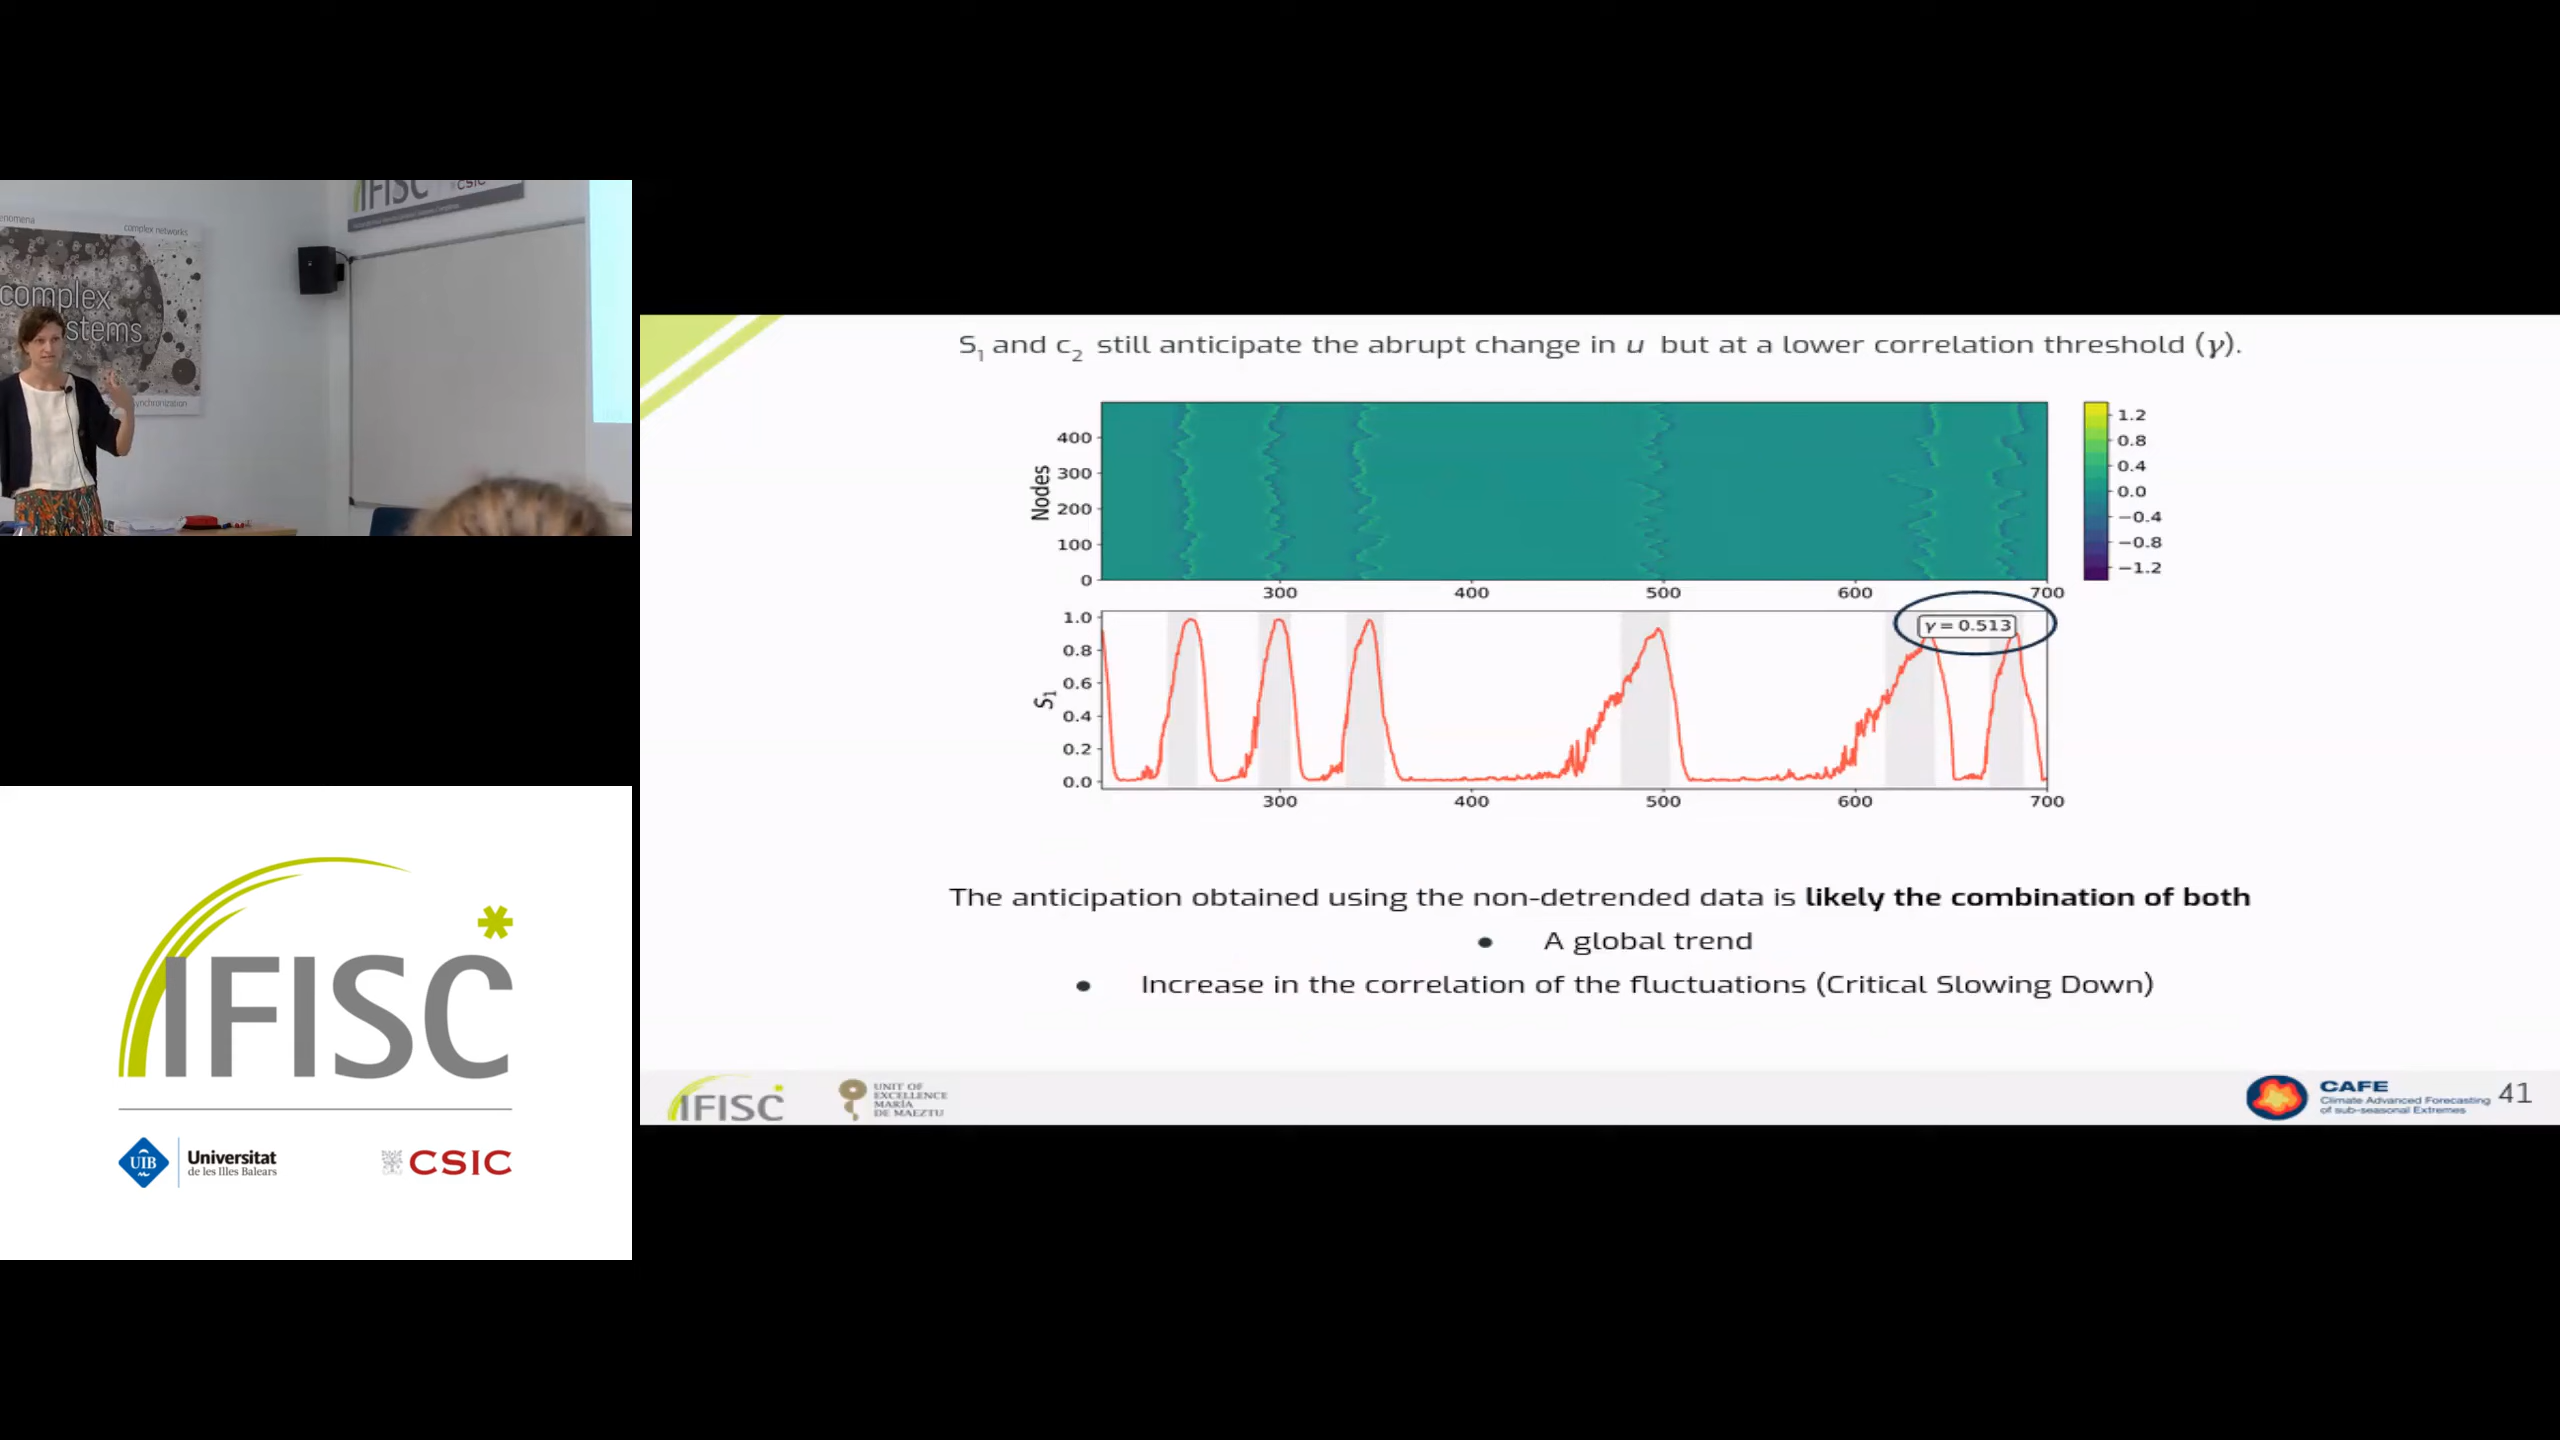 IFISC
CSIC
enomena
complex networks
complex
stems
synchronization
IFISC
UIB
Universitat
de les Illes Balears
CSIC
S1 and c2 still anticipate the abrupt change in u but at a lower correlation threshold (γ).
400
300
200
100
0
Nodes
300 400 500 600 700
1.2
0.8
0.4
0.0
−0.4
−0.8
−1.2
γ = 0.513
1.0
0.8
0.6
0.4
0.2
0.0
S1
300 400 500 600 700
The anticipation obtained using the non-detrended data is likely the combination of both
● A global trend
● Increase in the correlation of the fluctuations (Critical Slowing Down)
IFISC
UNIT OF
EXCELLENCE
MARÍA
DE MAEZTU
CAFE
Climate Advanced Forecasting
of sub-seasonal Extremes
41